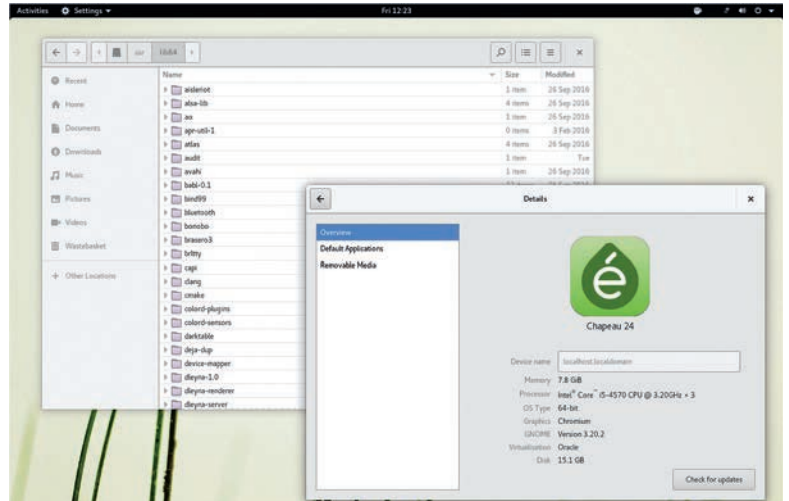 Activities Settings
Fri 12:23
usr lib64
Name Size Modified
Recent
Home
Documents
Downloads
Music
Pictures
Videos
Wastebasket
Other Locations
aisleriot 1 item 26 Sep 2016
alsa-lib 4 items 26 Sep 2016
ao 1 item 26 Sep 2016
apr-util-1 0 items 3 Feb 2016
atlas 4 items 26 Sep 2016
audit 1 item Tue
avahi 1 item 26 Sep 2016
babl-0.1
bind99
bluetooth
bonobo
brasero3
brltty
capi
clang
cmake
colord-plugins
colord-sensors
darktable
deja-dup
device-mapper
dleyna-1.0
dleyna-renderer
dleyna-server
Details
Overview
Default Applications
Removable Media
é
Chapeau 24
Device name localhost.localdomain
Memory 7.8 GiB
Processor Intel® Core™ i5-4570 CPU @ 3.20GHz × 3
OS Type 64-bit
Graphics Chromium
GNOME Version 3.20.2
Virtualisation Oracle
Disk 15.1 GB
Check for updates